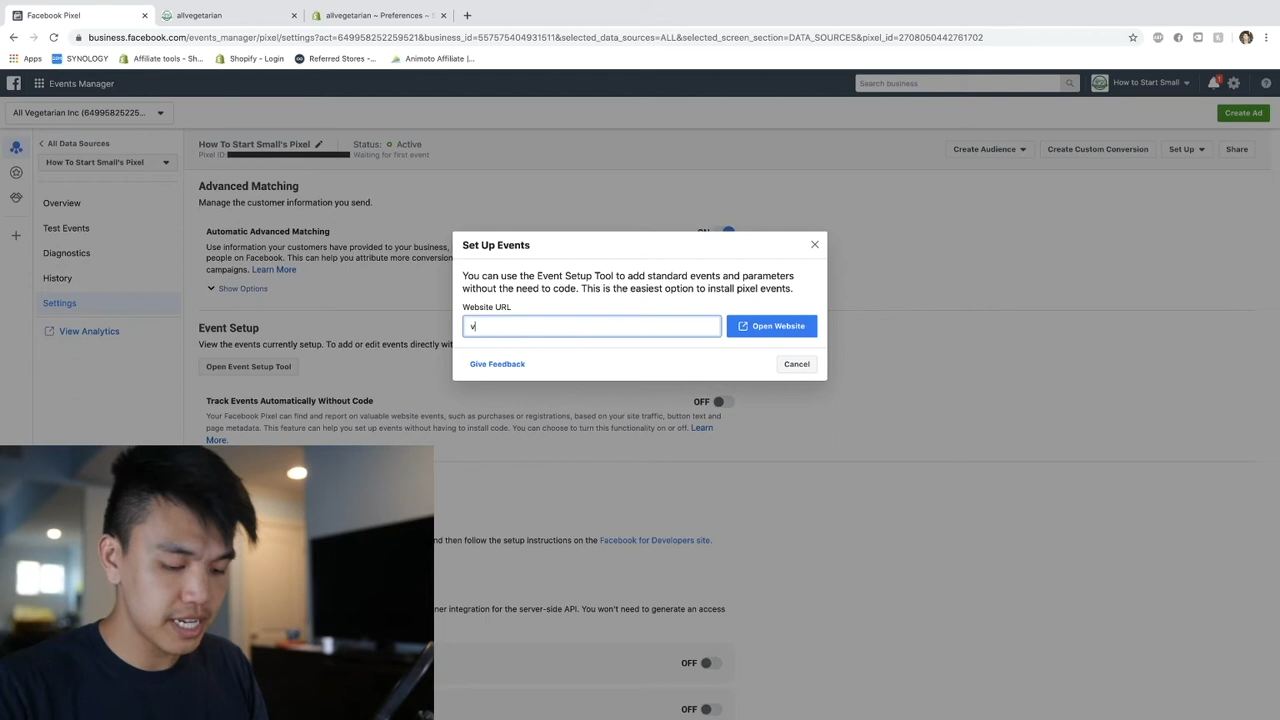 Facebook Pixel
allvegetarian
allvegetarian ~ Preferences ~ S
business.facebook.com/events_manager/pixel/settings?act=649958252259521&business_id=557575404931511&selected_data_sources=ALL&selected_screen_section=DATA_SOURCES&pixel_id=2708050442761702
Apps
SYNOLOGY
Affiliate tools - Sh...
Shopify - Login
Referred Stores -...
Animoto Affiliate |...
Events Manager
Search business
How to Start Small
1
All Vegetarian Inc (64995825225...
Create Ad
All Data Sources
How To Start Small's Pixel
Overview
Test Events
Diagnostics
History
Settings
View Analytics
How To Start Small's Pixel
Pixel ID:
Status: Active
Waiting for first event
Create Audience
Create Custom Conversion
Set Up
Share
Advanced Matching
Manage the customer information you send.
Automatic Advanced Matching
ON
Use information your customers have provided to your business,
people on Facebook. This can help you attribute more conversion
campaigns. Learn More
Show Options
Event Setup
View the events currently setup. To add or edit events directly wit
Open Event Setup Tool
Track Events Automatically Without Code
OFF
Your Facebook Pixel can find and report on valuable website events, such as purchases or registrations, based on your site traffic, button text and
page metadata. This feature can help you set up events without having to install code. You can choose to turn this functionality on or off. Learn
More.
Set Up Events
You can use the Event Setup Tool to add standard events and parameters
without the need to code. This is the easiest option to install pixel events.
Website URL
v
Open Website
Give Feedback
Cancel
nd then follow the setup instructions on the Facebook for Developers site.
ner integration for the server-side API. You won't need to generate an access
OFF
OFF